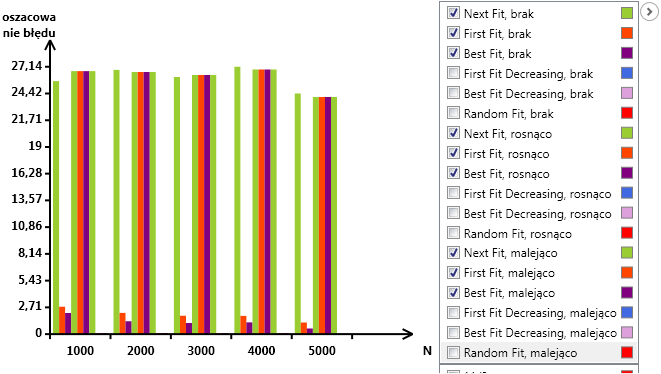 oszacowa
nie błędu
27,14
24,42
21,71
19
16,28
13,57
10,86
8,14
5,43
2,71
0
1000 2000 3000 4000 5000 N
Next Fit, brak
First Fit, brak
Best Fit, brak
First Fit Decreasing, brak
Best Fit Decreasing, brak
Random Fit, brak
Next Fit, rosnąco
First Fit, rosnąco
Best Fit, rosnąco
First Fit Decreasing, rosnąco
Best Fit Decreasing, rosnąco
Random Fit, rosnąco
Next Fit, malejąco
First Fit, malejąco
Best Fit, malejąco
First Fit Decreasing, malejąco
Best Fit Decreasing, malejąco
Random Fit, malejąco